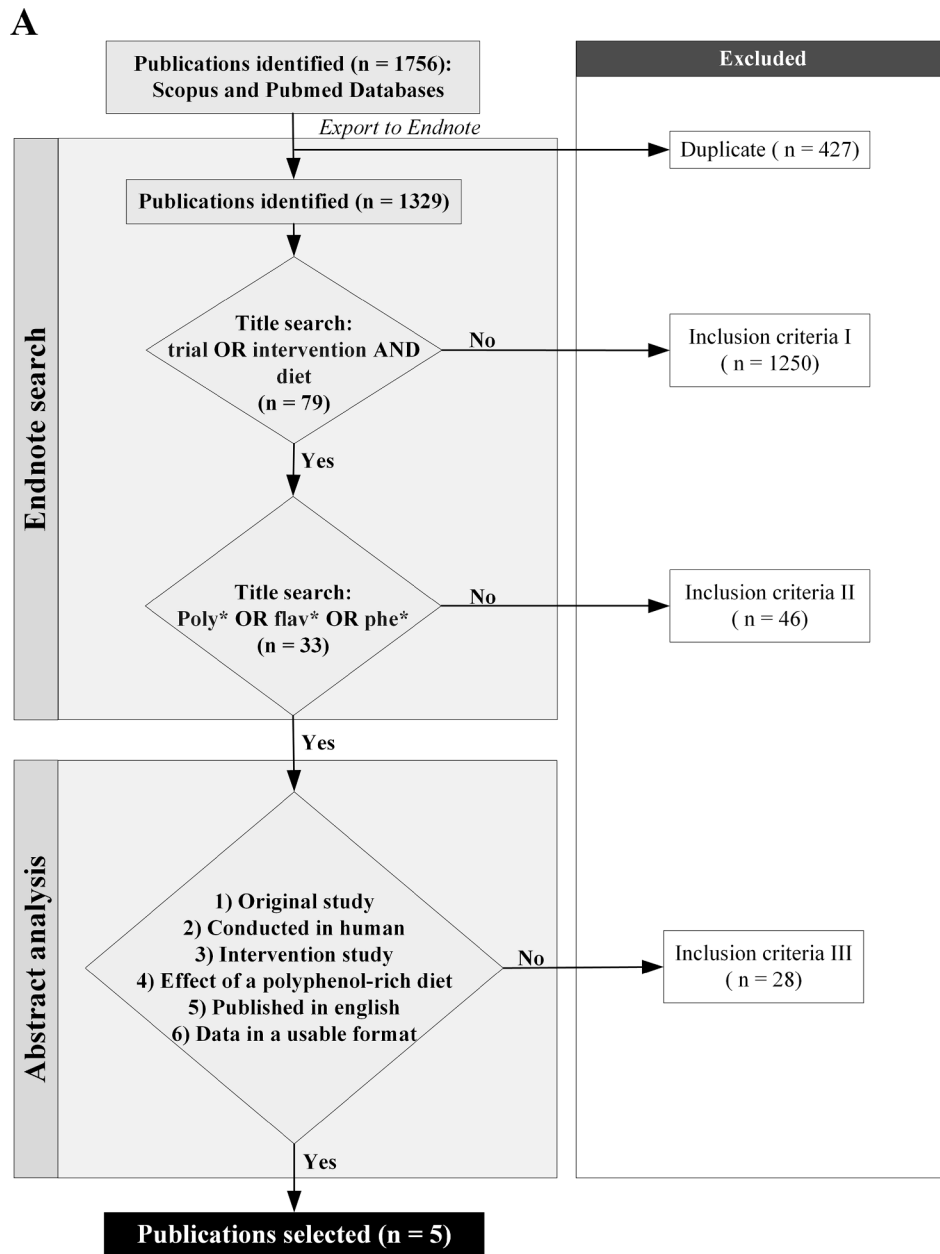 A
Publications identified (n = 1756):
Scopus and Pubmed Databases
Excluded
Export to Endnote
Duplicate ( n = 427)
Publications identified (n = 1329)
Endnote search
Title search:
trial OR intervention AND
diet
(n = 79)
No
Inclusion criteria I
( n = 1250)
Yes
Title search:
Poly* OR flav* OR phe*
(n = 33)
No
Inclusion criteria II
( n = 46)
Yes
Abstract analysis
1) Original study
2) Conducted in human
3) Intervention study
4) Effect of a polyphenol-rich diet
5) Published in english
6) Data in a usable format
No
Inclusion criteria III
( n = 28)
Yes
Publications selected (n = 5)